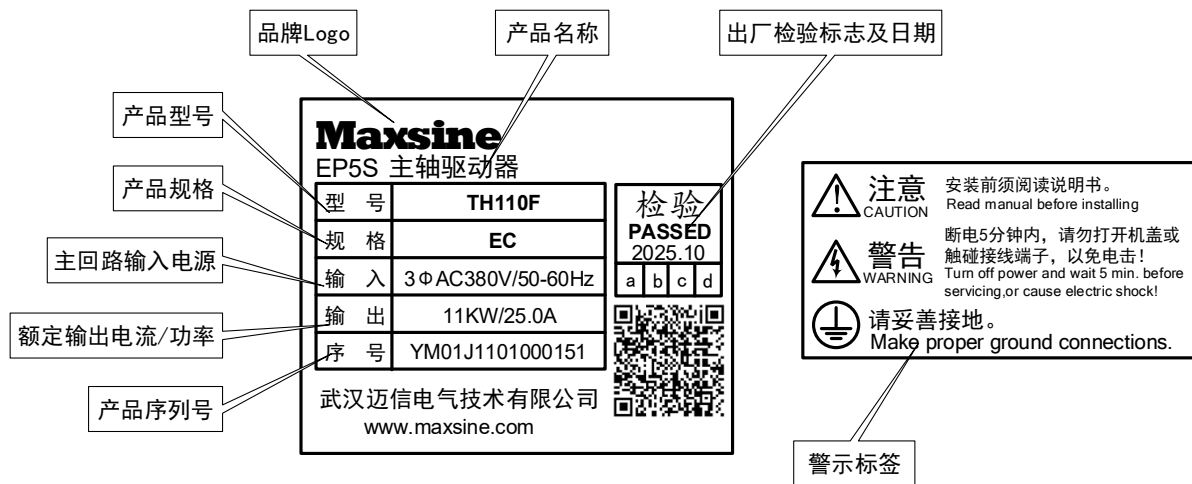 品牌Logo
产品名称
出厂检验标志及日期
产品型号
产品规格
主回路输入电源
额定输出电流/功率
产品序列号
Maxsine
EP5S 主轴驱动器
型 号 TH110F
规 格 EC
输 入 3ΦAC380V/50-60Hz
输 出 11KW/25.0A
序 号 YM01J1101000151
检验
PASSED
2025.10
a b c d
武汉迈信电气技术有限公司
www.maxsine.com
注意
CAUTION
安装前须阅读说明书。
Read manual before installing
警告
WARNING
断电5分钟内，请勿打开机盖或
触碰接线端子，以免电击！
Turn off power and wait 5 min. before
servicing,or cause electric shock!
请妥善接地。
Make proper ground connections.
警示标签